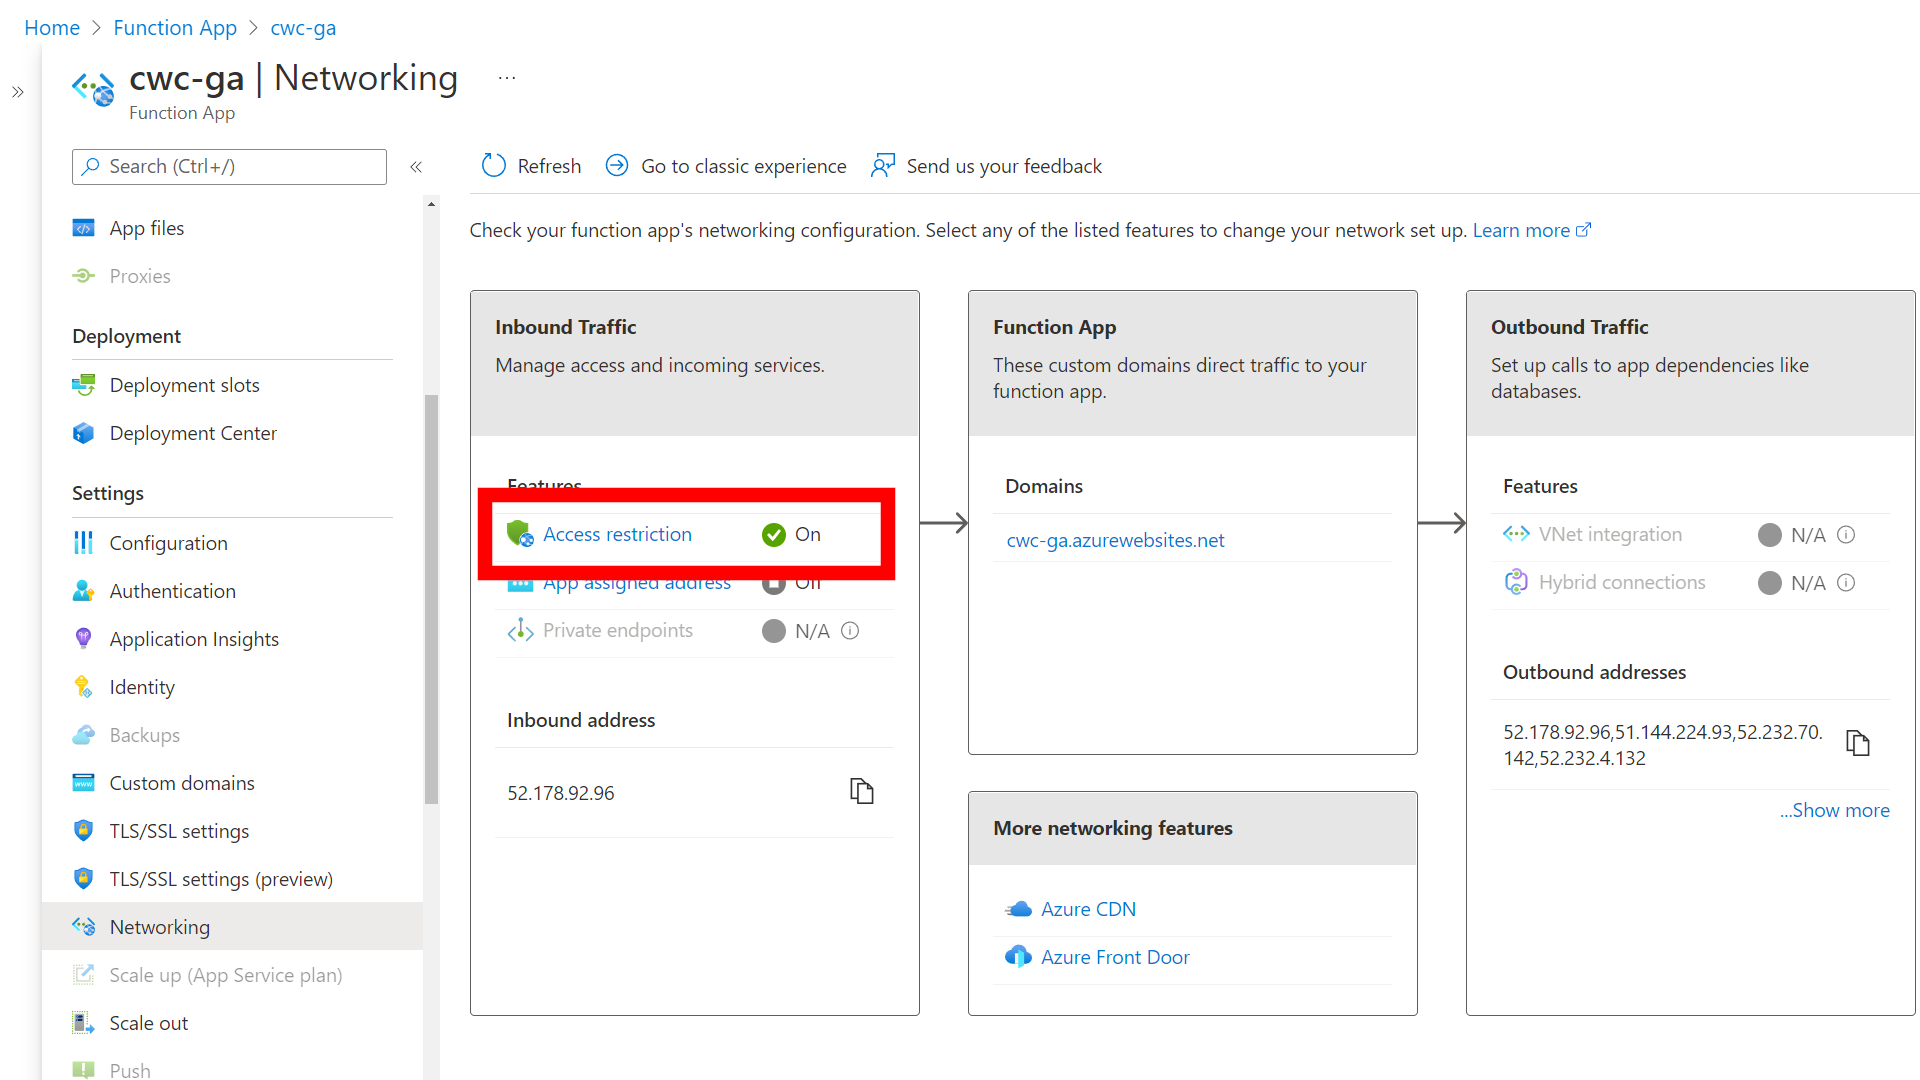 Home > Function App > cwc-ga
cwc-ga | Networking ...
Function App
Search (Ctrl+/)
App files
Proxies
Deployment
Deployment slots
Deployment Center
Settings
Configuration
Authentication
Application Insights
Identity
Backups
Custom domains
TLS/SSL settings
TLS/SSL settings (preview)
Networking
Scale up (App Service plan)
Scale out
Push
Refresh
Go to classic experience
Send us your feedback
Check your function app's networking configuration. Select any of the listed features to change your network set up. Learn more
Inbound Traffic
Manage access and incoming services.
Features
Access restriction On
App assigned address Off
Private endpoints N/A
Inbound address
52.178.92.96
Function App
These custom domains direct traffic to your
function app.
Domains
cwc-ga.azurewebsites.net
More networking features
Azure CDN
Azure Front Door
Outbound Traffic
Set up calls to app dependencies like
databases.
Features
VNet integration N/A
Hybrid connections N/A
Outbound addresses
52.178.92.96,51.144.224.93,52.232.70.
142,52.232.4.132
...Show more